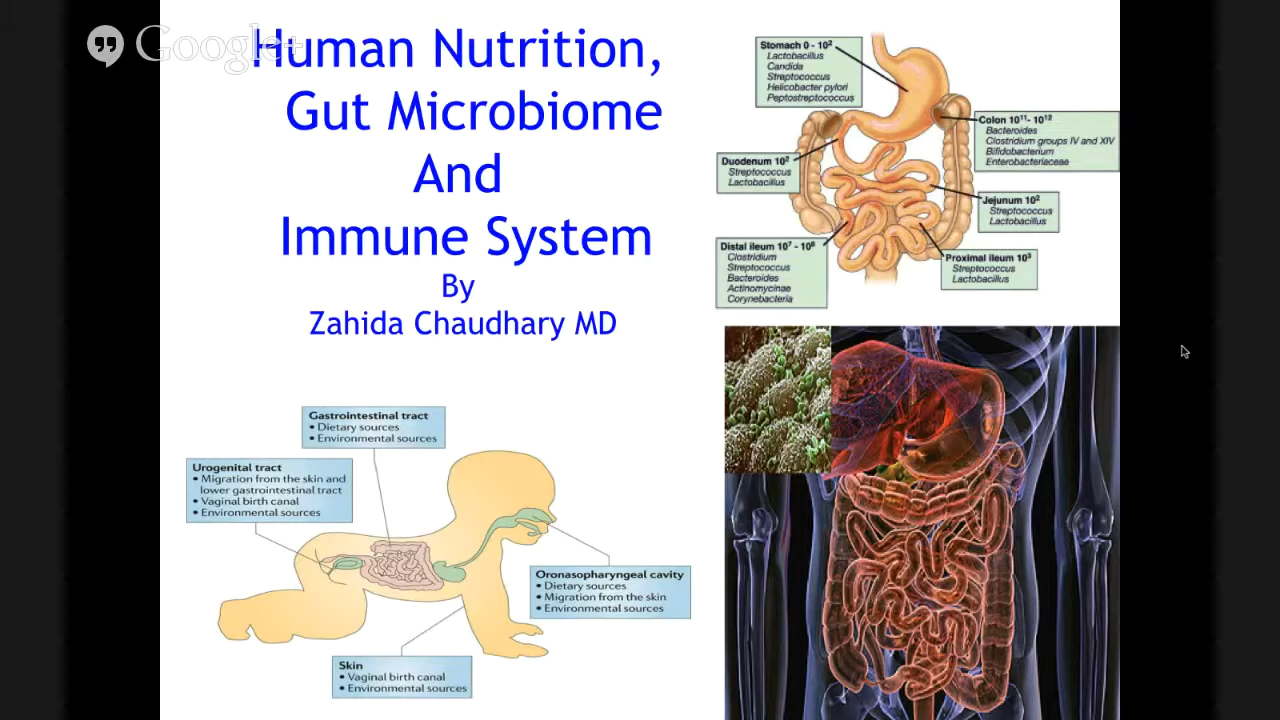 Google+
Human Nutrition,
Gut Microbiome
And
Immune System
By
Zahida Chaudhary MD
Stomach 0 - 10²
Lactobacillus
Candida
Streptococcus
Helicobacter pylori
Peptostreptococcus
Colon 10¹¹- 10¹²
Bacteroides
Clostridium groups IV and XIV
Bifidobacterium
Enterobacteriaceae
Duodenum 10²
Streptococcus
Lactobacillus
Jejunum 10²
Streptococcus
Lactobacillus
Distal ileum 10⁷ - 10⁸
Clostridium
Streptococcus
Bacteroides
Actinomycinae
Corynebacteria
Proximal ileum 10³
Streptococcus
Lactobacillus
Gastrointestinal tract
• Dietary sources
• Environmental sources
Urogenital tract
• Migration from the skin and
lower gastrointestinal tract
• Vaginal birth canal
• Environmental sources
Oronasopharyngeal cavity
• Dietary sources
• Migration from the skin
• Environmental sources
Skin
• Vaginal birth canal
• Environmental sources